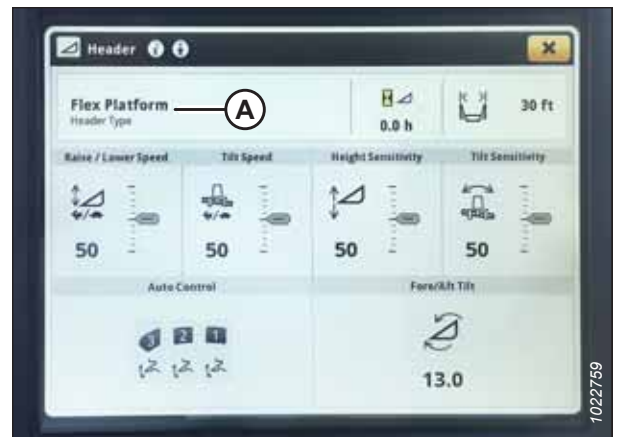 Header i i
Flex Platform
Header Type
A
0.0 h
30 ft
Raise / Lower Speed
Tilt Speed
Height Sensitivity
Tilt Sensitivity
50
50
50
50
Auto Control
Fore/Aft Tilt
3 2 1
13.0
1022759